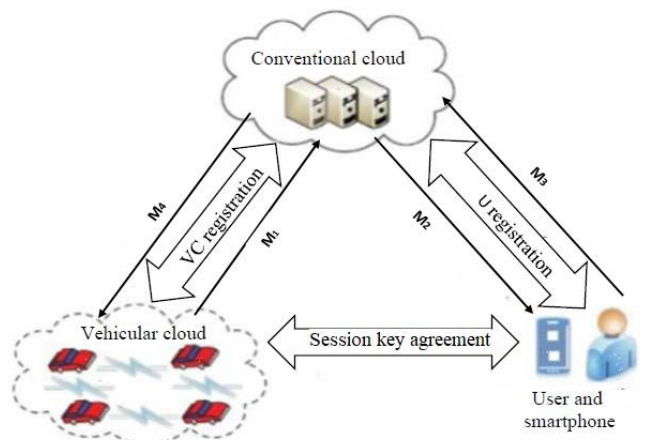 Conventional cloud
M₄
VC registration
M₁
M₂
U registration
M₃
Vehicular cloud
Session key agreement
User and
smartphone